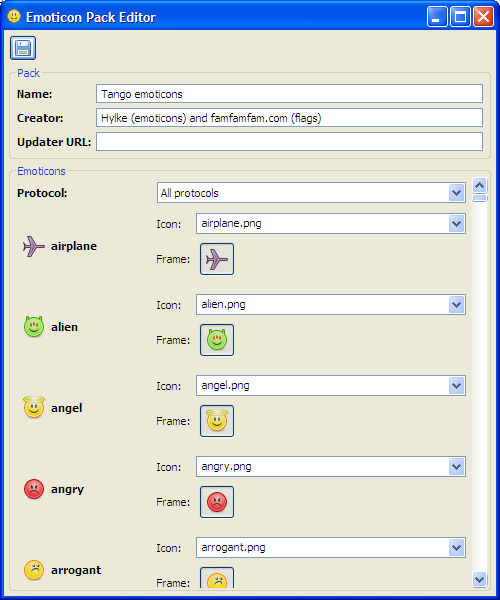 Emoticon Pack Editor
Pack
Name: Tango emoticons
Creator: Hylke (emoticons) and famfamfam.com (flags)
Updater URL:
Emoticons
Protocol: All protocols
Icon: airplane.png
airplane
Frame:
Icon: alien.png
alien
Frame:
Icon: angel.png
angel
Frame:
Icon: angry.png
angry
Frame:
Icon: arrogant.png
arrogant
Frame: